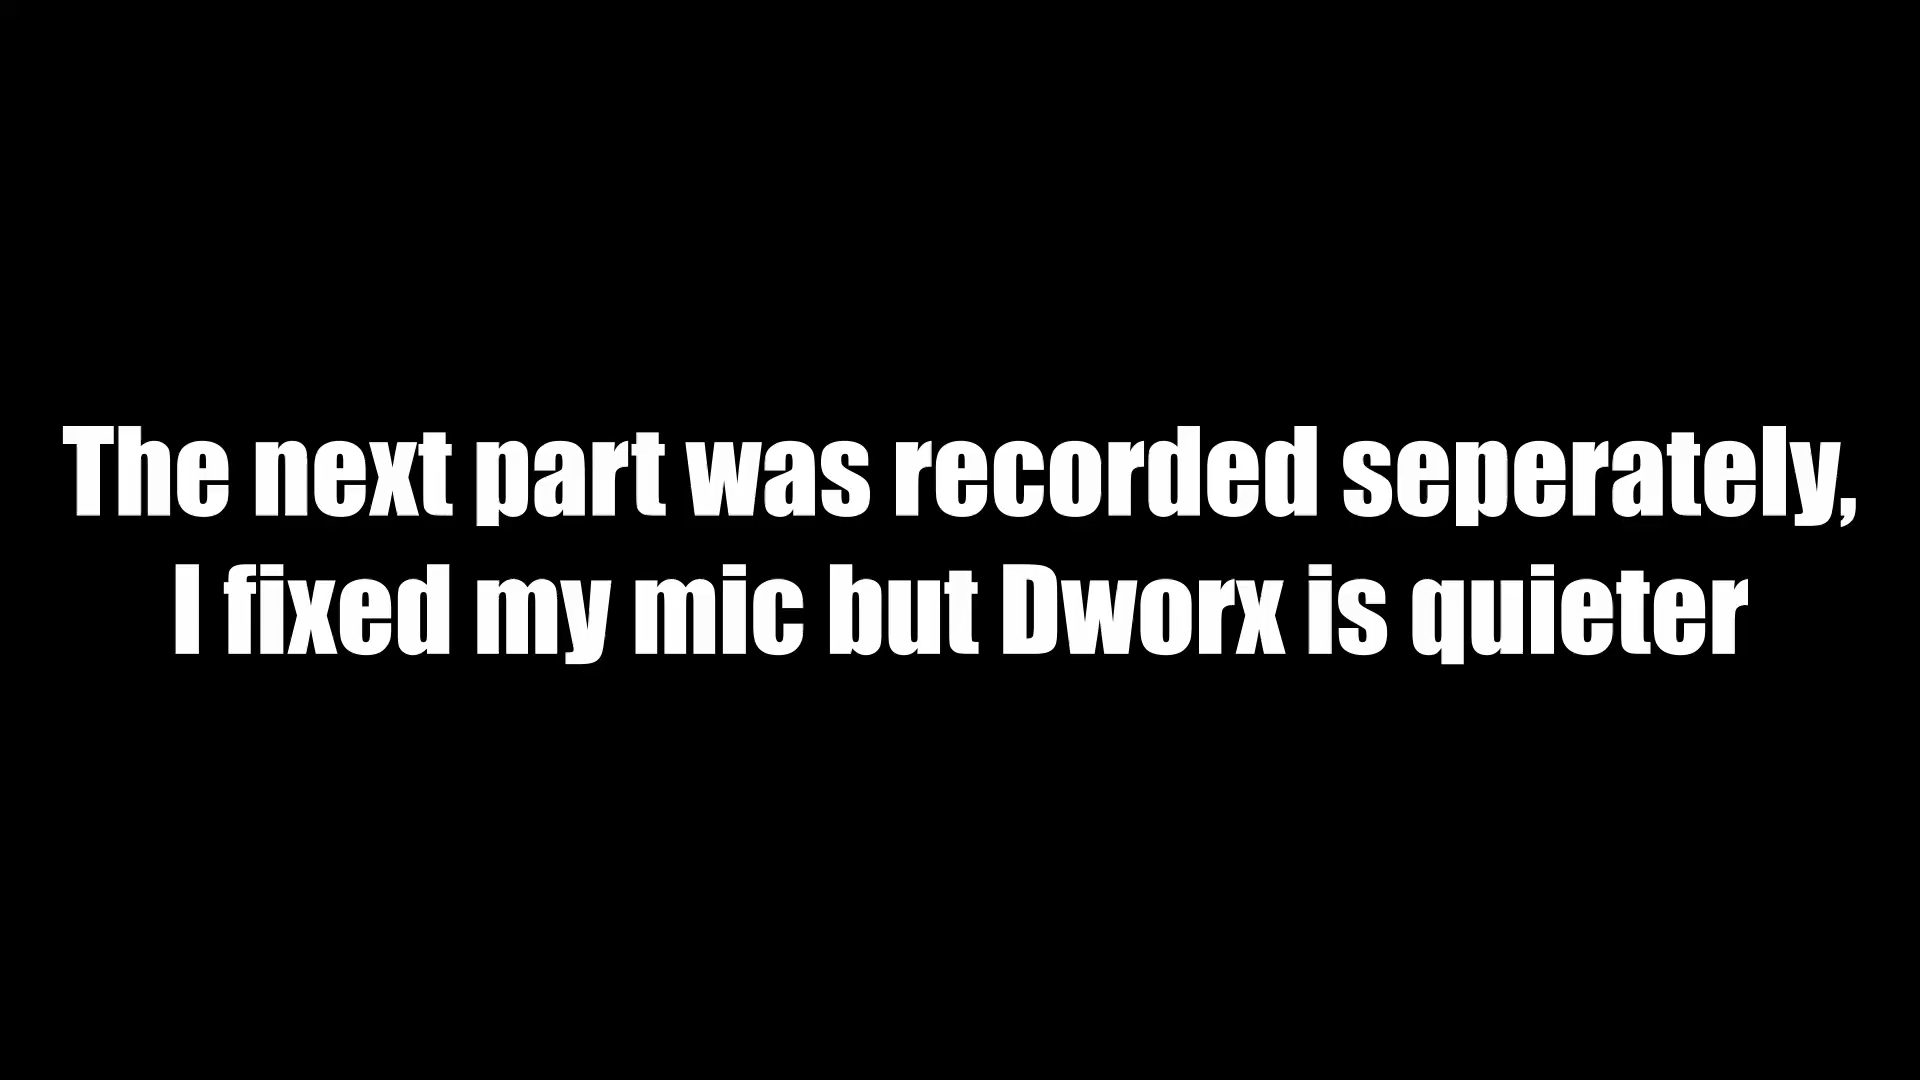 The next part was recorded seperately,
I fixed my mic but Dworx is quieter